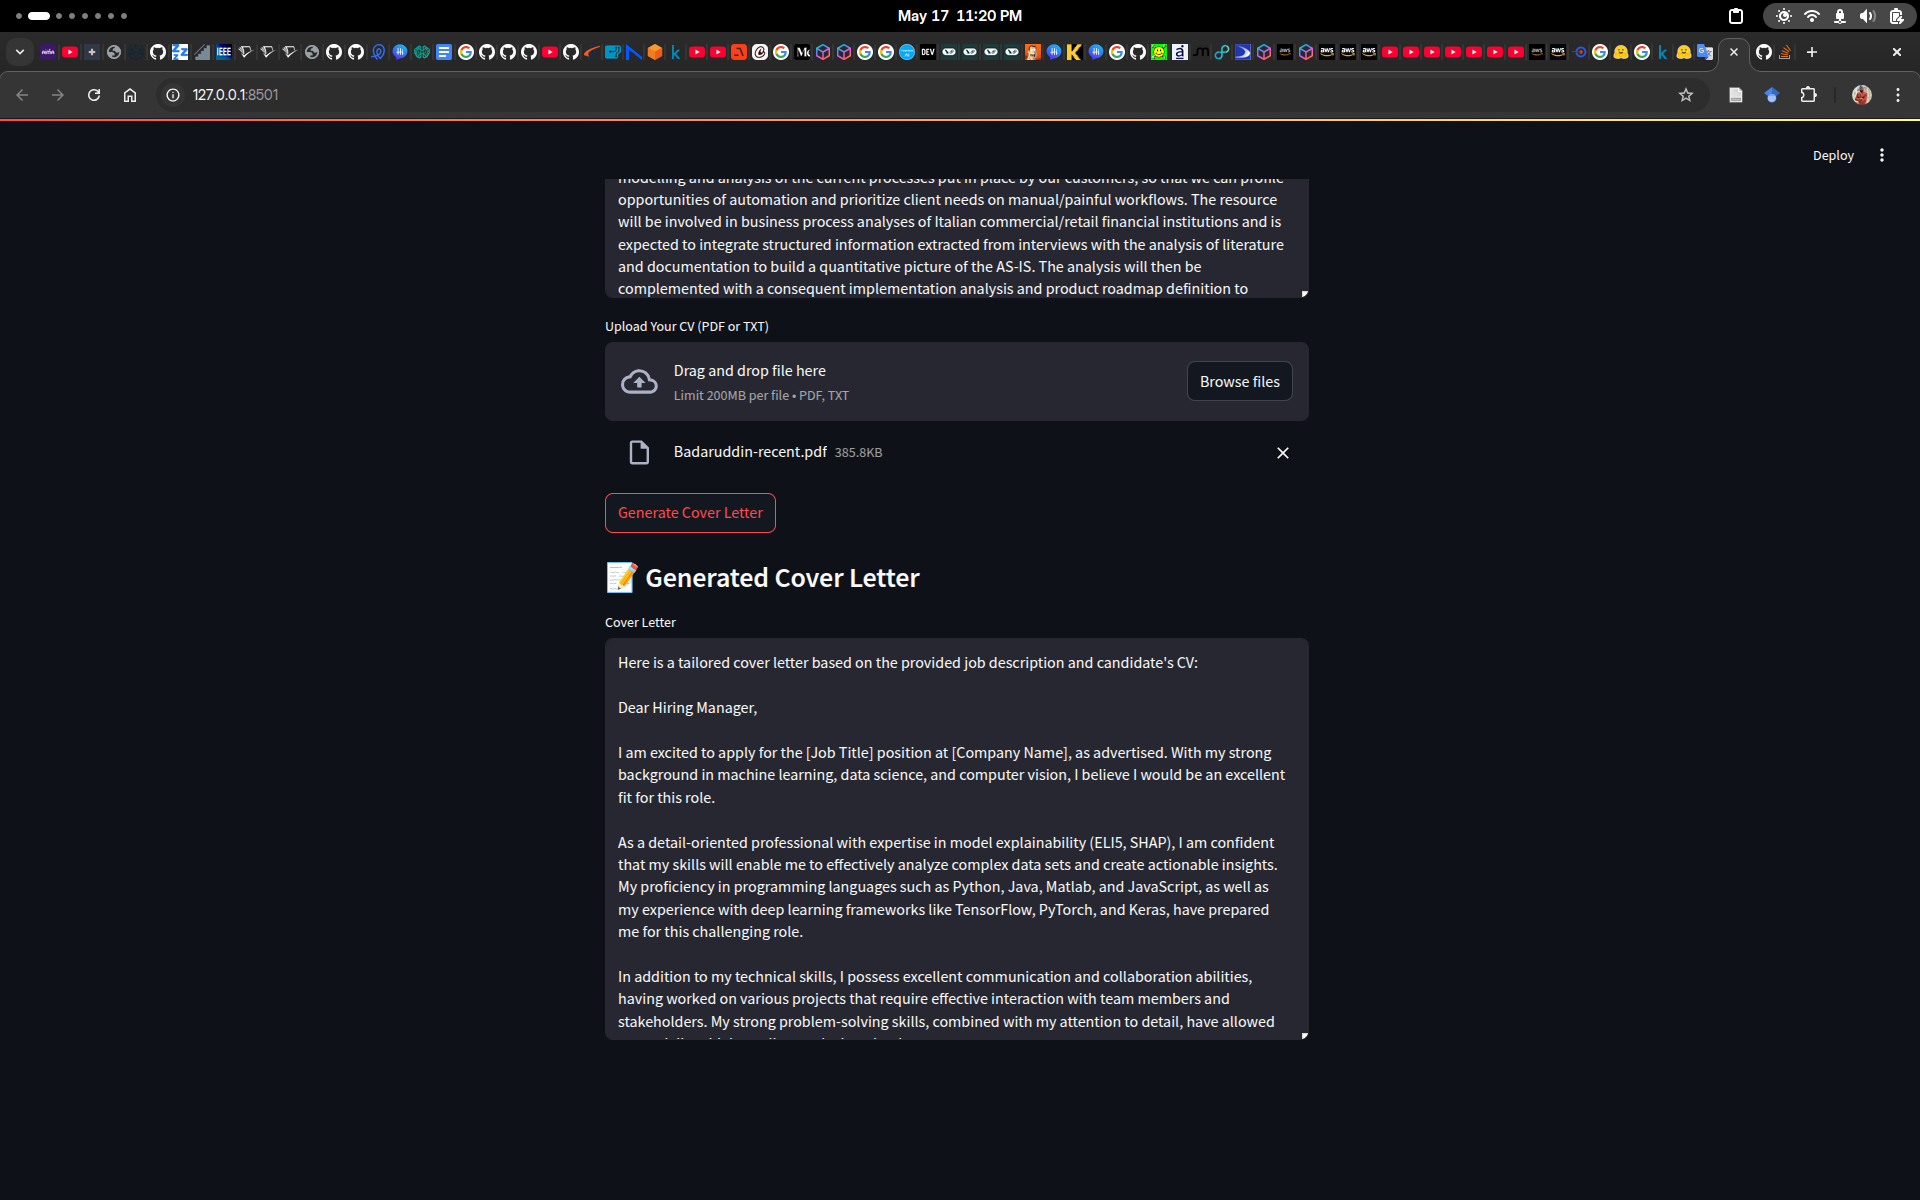 May 17 11:20 PM
127.0.0.1:8501
Deploy
modelling and analysis of the current processes put in place by our customers, so that we can profile
opportunities of automation and prioritize client needs on manual/painful workflows. The resource
will be involved in business process analyses of Italian commercial/retail financial institutions and is
expected to integrate structured information extracted from interviews with the analysis of literature
and documentation to build a quantitative picture of the AS-IS. The analysis will then be
complemented with a consequent implementation analysis and product roadmap definition to
Upload Your CV (PDF or TXT)
Drag and drop file here
Limit 200MB per file • PDF, TXT
Browse files
Badaruddin-recent.pdf 385.8KB
Generate Cover Letter
📝 Generated Cover Letter
Cover Letter
Here is a tailored cover letter based on the provided job description and candidate's CV:
Dear Hiring Manager,
I am excited to apply for the [Job Title] position at [Company Name], as advertised. With my strong
background in machine learning, data science, and computer vision, I believe I would be an excellent
fit for this role.
As a detail-oriented professional with expertise in model explainability (ELI5, SHAP), I am confident
that my skills will enable me to effectively analyze complex data sets and create actionable insights.
My proficiency in programming languages such as Python, Java, Matlab, and JavaScript, as well as
my experience with deep learning frameworks like TensorFlow, PyTorch, and Keras, have prepared
me for this challenging role.
In addition to my technical skills, I possess excellent communication and collaboration abilities,
having worked on various projects that require effective interaction with team members and
stakeholders. My strong problem-solving skills, combined with my attention to detail, have allowed